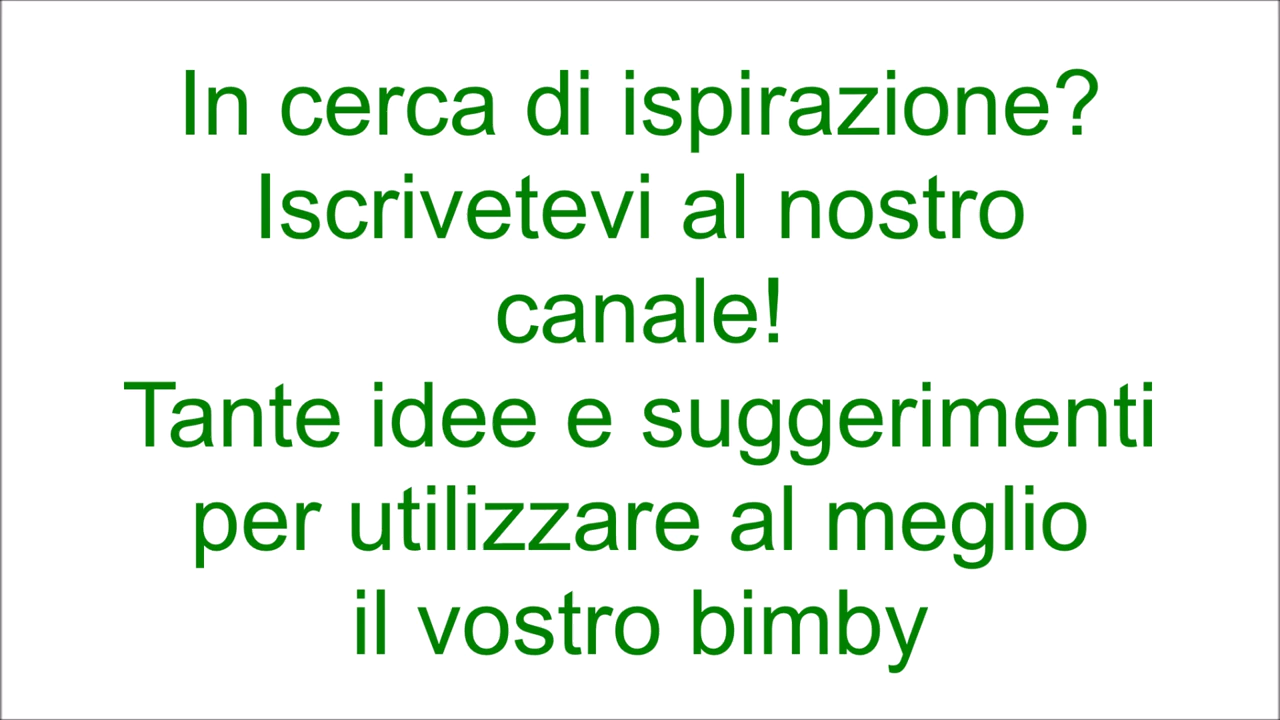 In cerca di ispirazione?
Iscrivetevi al nostro
canale!
Tante idee e suggerimenti
per utilizzare al meglio
il vostro bimby